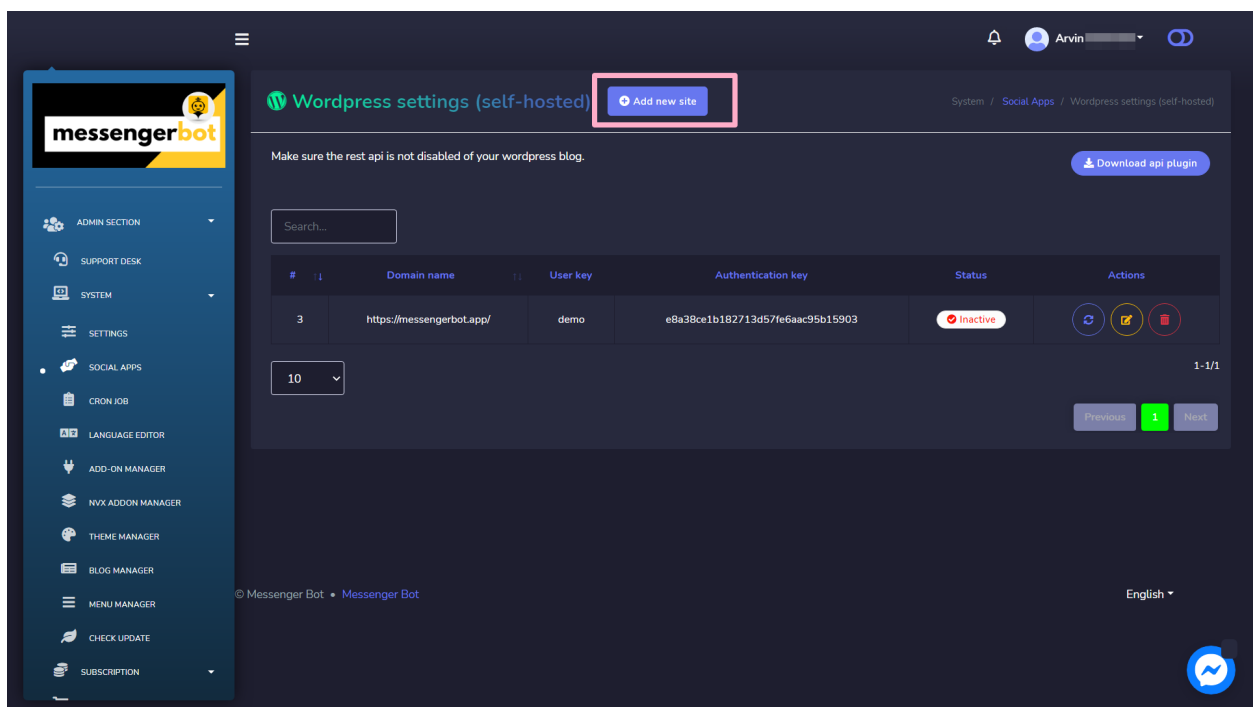 Arvin
messengerbot
Wordpress settings (self-hosted)
Add new site
System / Social Apps / Wordpress settings (self-hosted)
Make sure the rest api is not disabled of your wordpress blog.
Download api plugin
ADMIN SECTION
SUPPORT DESK
SYSTEM
SETTINGS
SOCIAL APPS
CRON JOB
LANGUAGE EDITOR
ADD-ON MANAGER
NVX ADDON MANAGER
THEME MANAGER
BLOG MANAGER
MENU MANAGER
CHECK UPDATE
SUBSCRIPTION
Search...
# Domain name User key Authentication key Status Actions
3 https://messengerbot.app/ demo e8a38ce1b182713d57fe6aac95b15903 Inactive
10
1-1/1
Previous 1 Next
© Messenger Bot • Messenger Bot
English